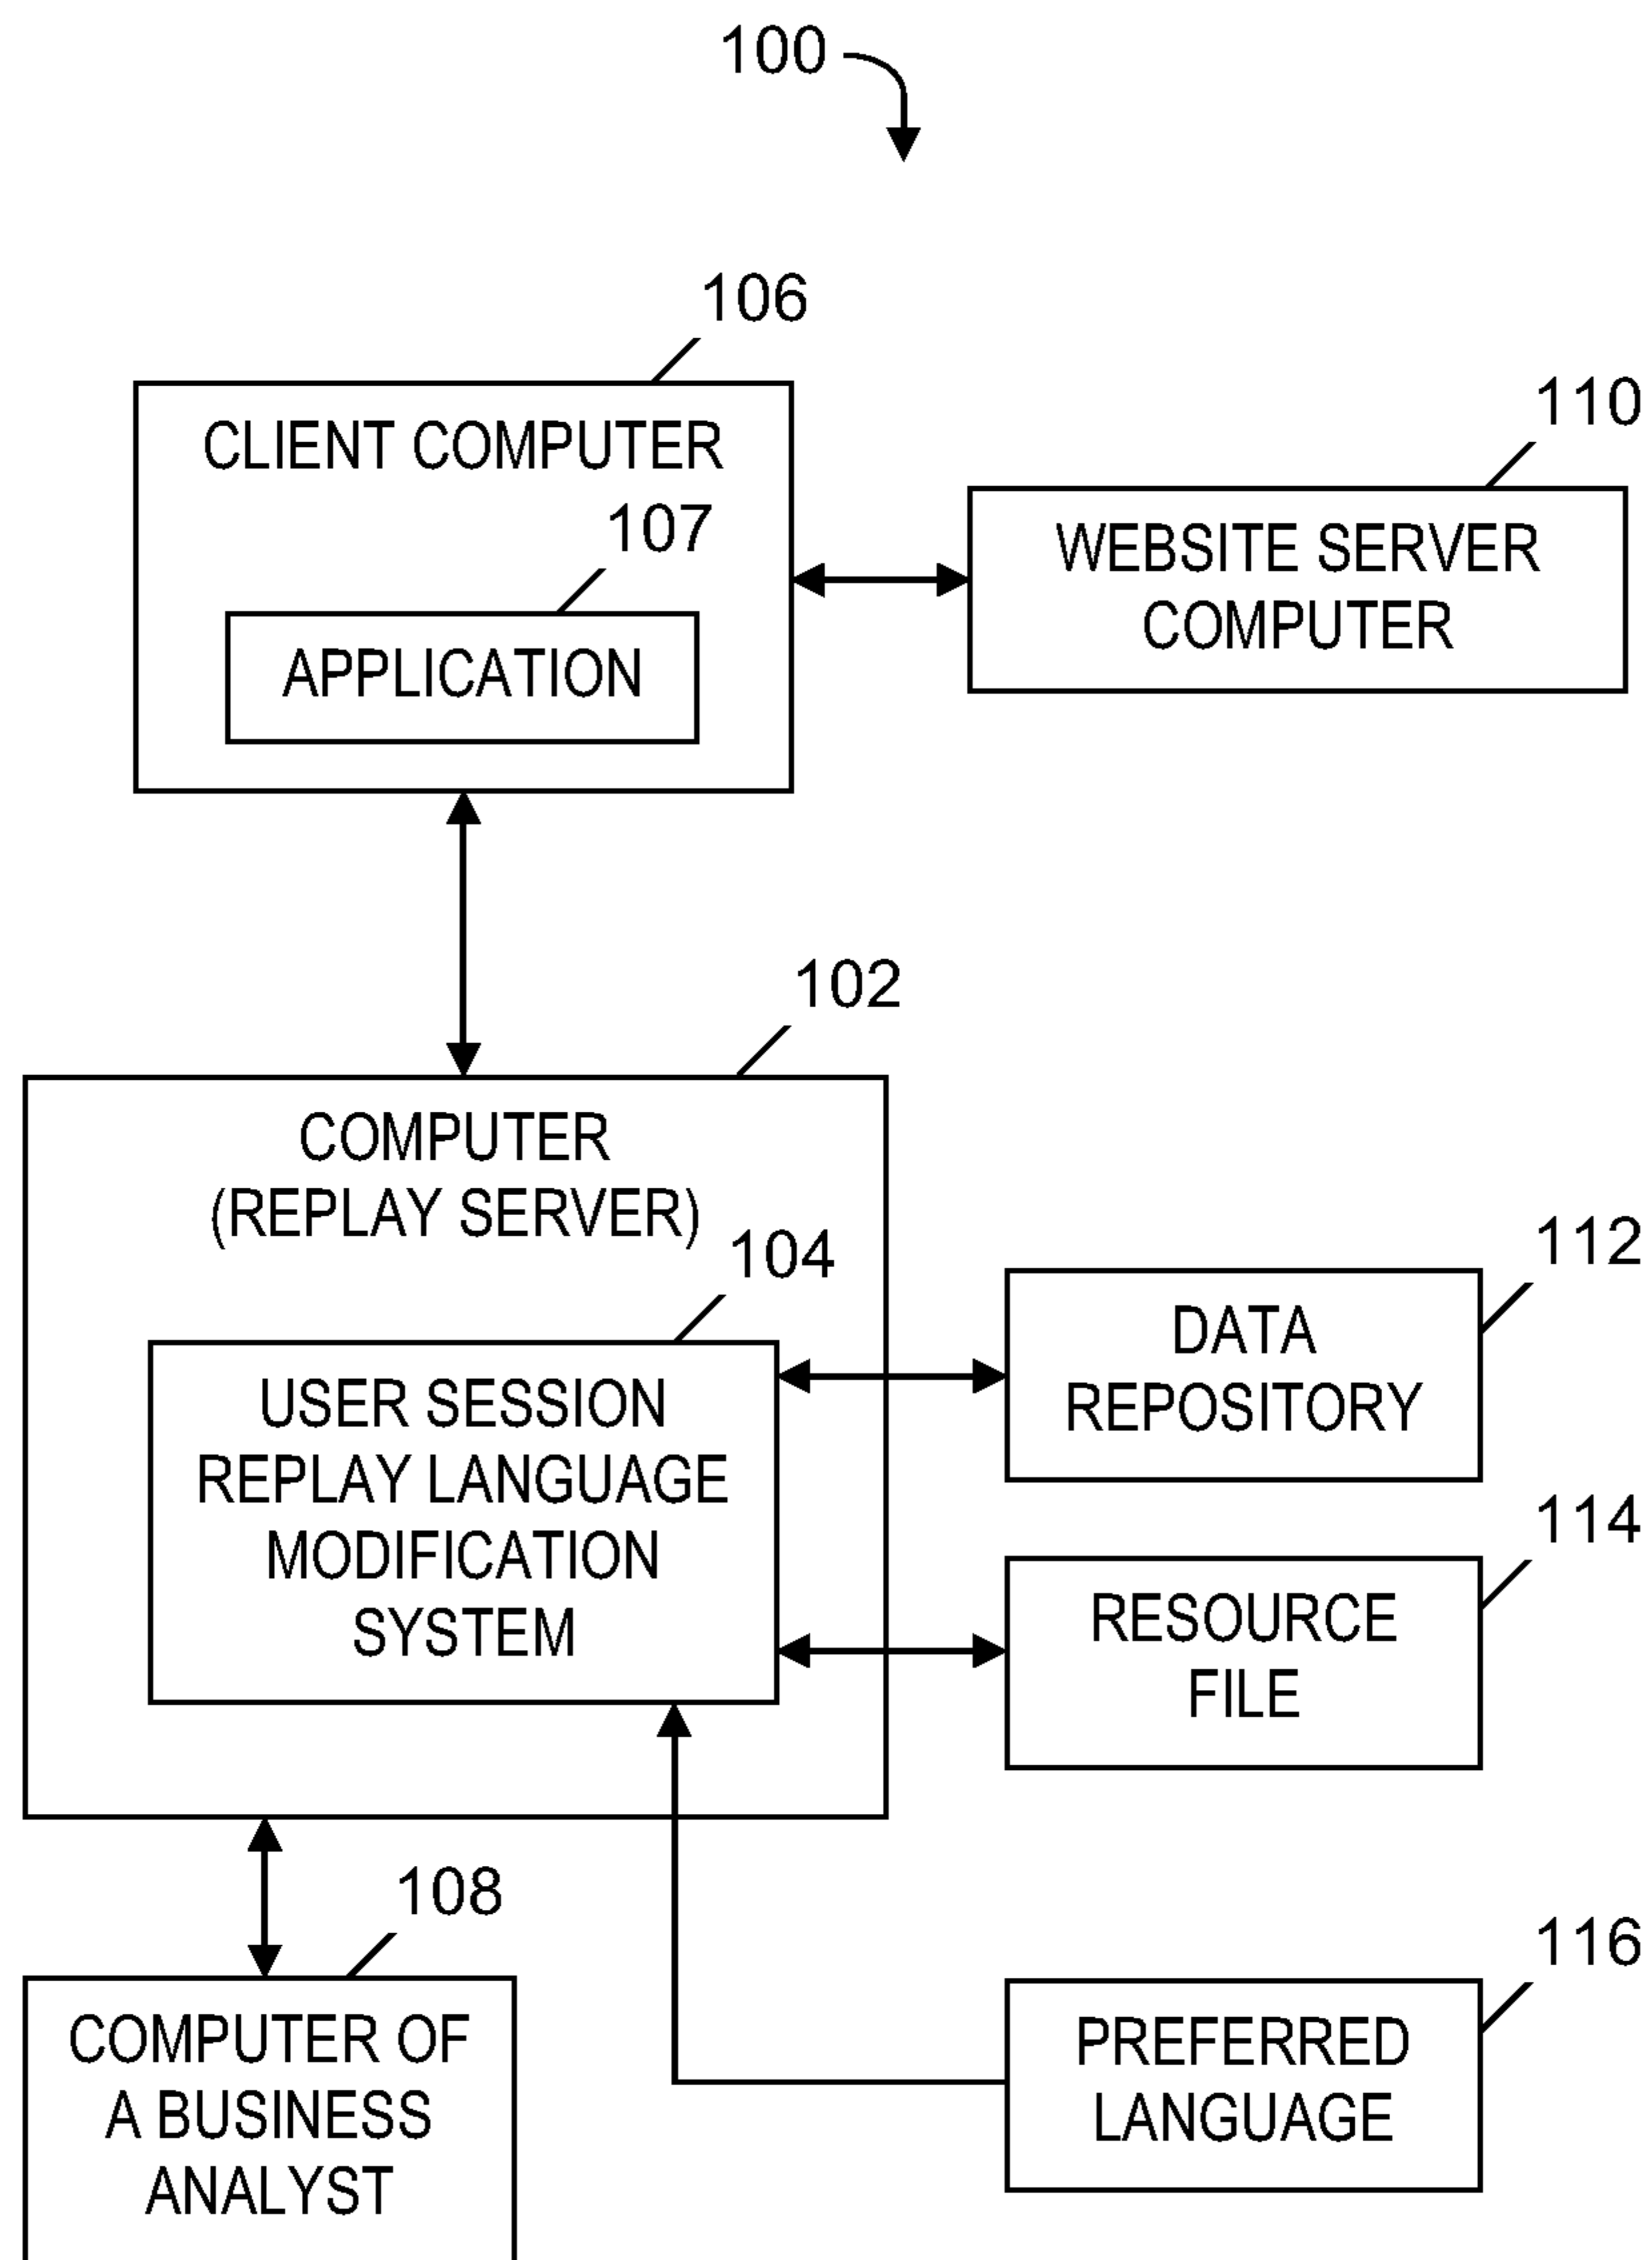 100
106
CLIENT COMPUTER
107
APPLICATION
110
WEBSITE SERVER
COMPUTER
102
COMPUTER
(REPLAY SERVER)
104
USER SESSION
REPLAY LANGUAGE
MODIFICATION
SYSTEM
112
DATA
REPOSITORY
114
RESOURCE
FILE
108
COMPUTER OF
A BUSINESS
ANALYST
116
PREFERRED
LANGUAGE